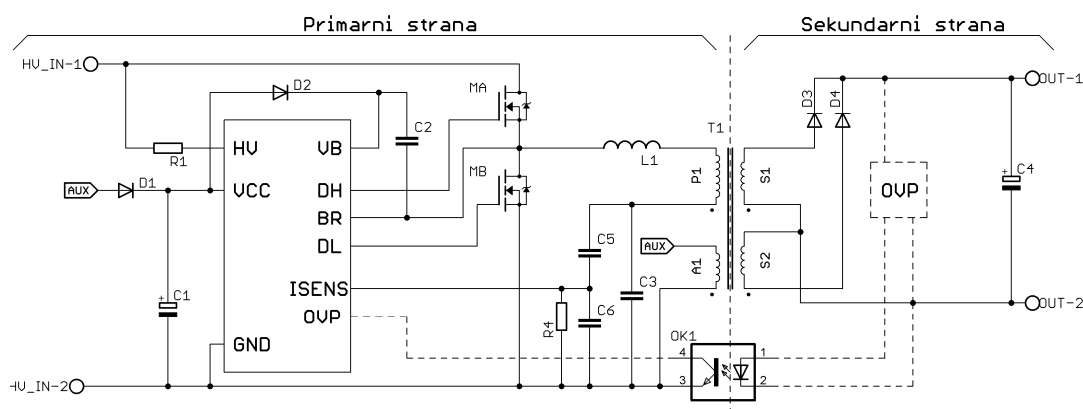 Primarni strana
Sekundarni strana
HV_IN-1
D2
MA
OUT-1
D3
D4
C2
T1
HV
VB
R1
L1
AUX
D1
VCC
DH
MB
P1
S1
OVP
C4
+
BR
DL
C5
AUX
A1
S2
C1
+
ISENS
C3
OUT-2
OVP
R4
C6
GND
OK1
4
1
3
2
HV_IN-2